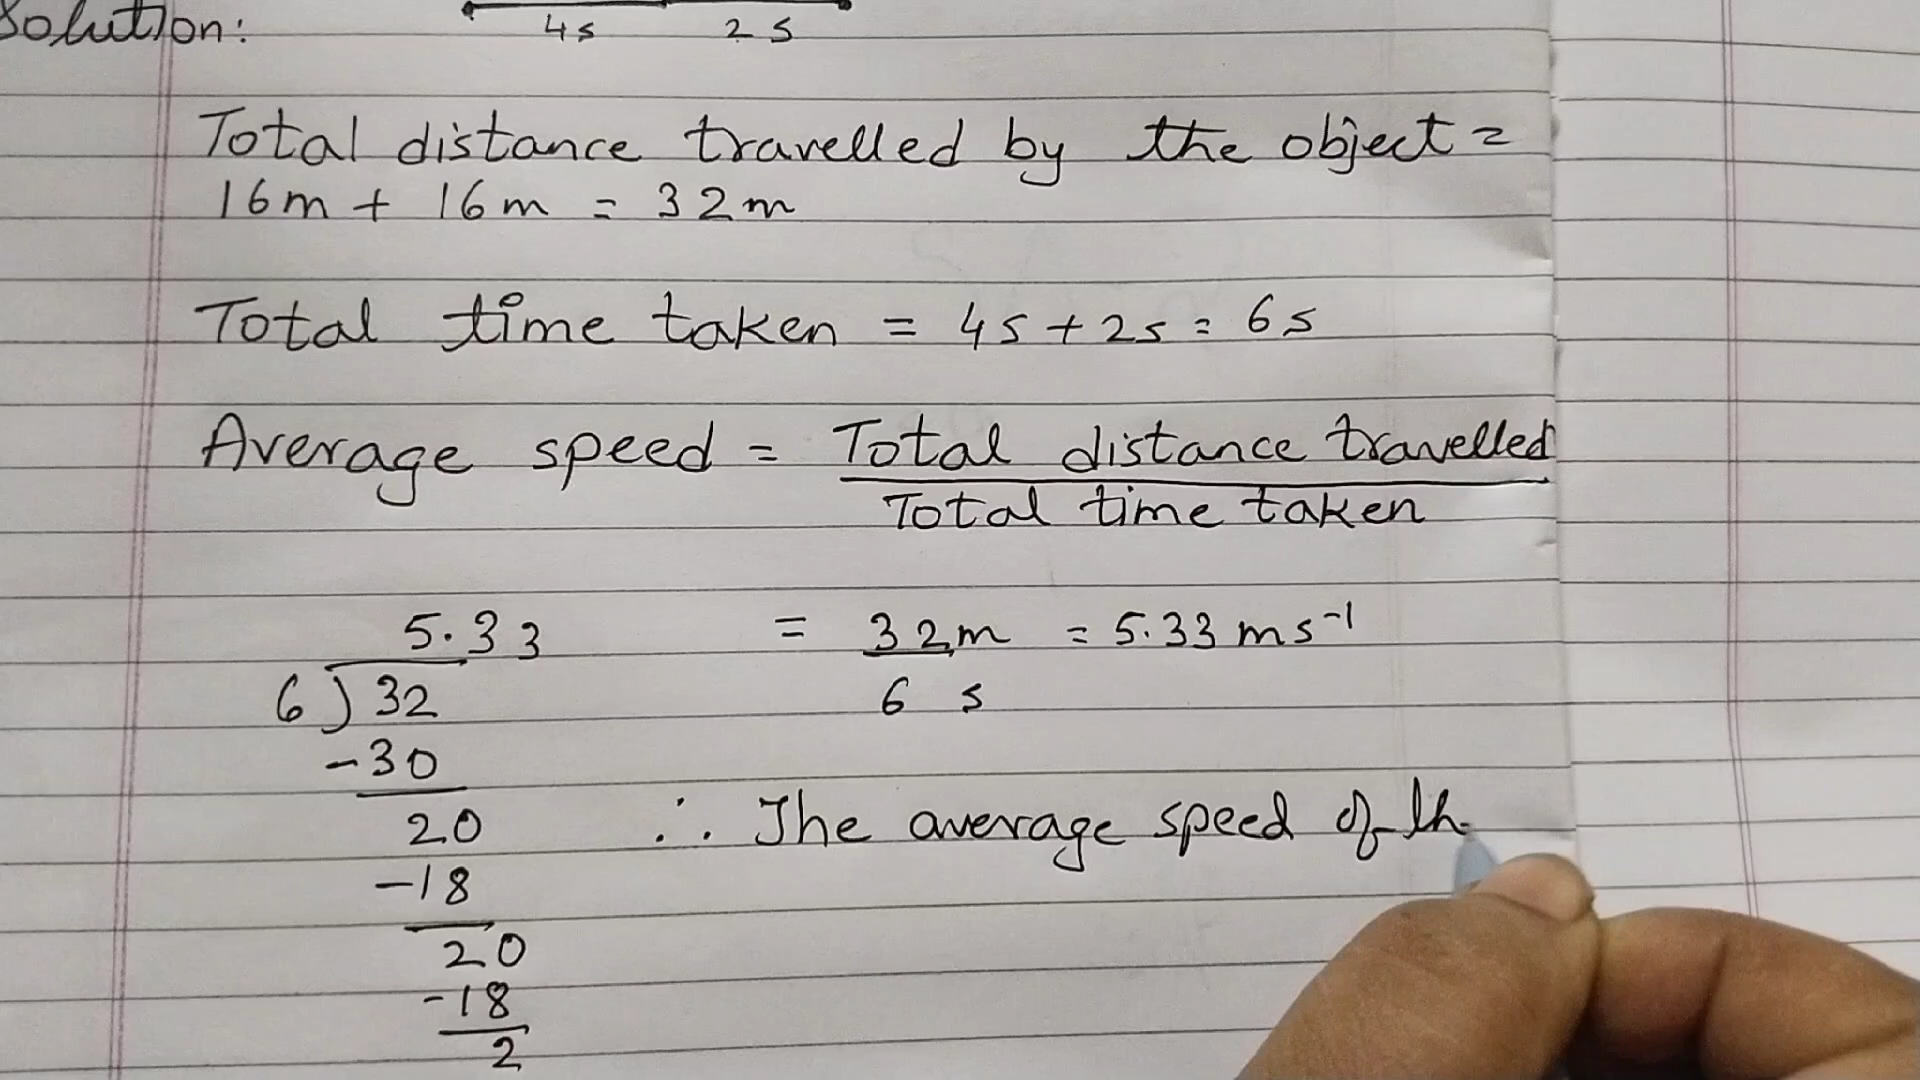 Solution:
4s 2s
Total distance travelled by the object =
16m + 16m = 32m
Total time taken = 4s + 2s = 6s
Average speed = Total distance travelled
Total time taken
5.33
6 ) 32
-30
20
-18
20
-18
2
= 32m = 5.33 ms⁻¹
6 s
∴ The average speed of th